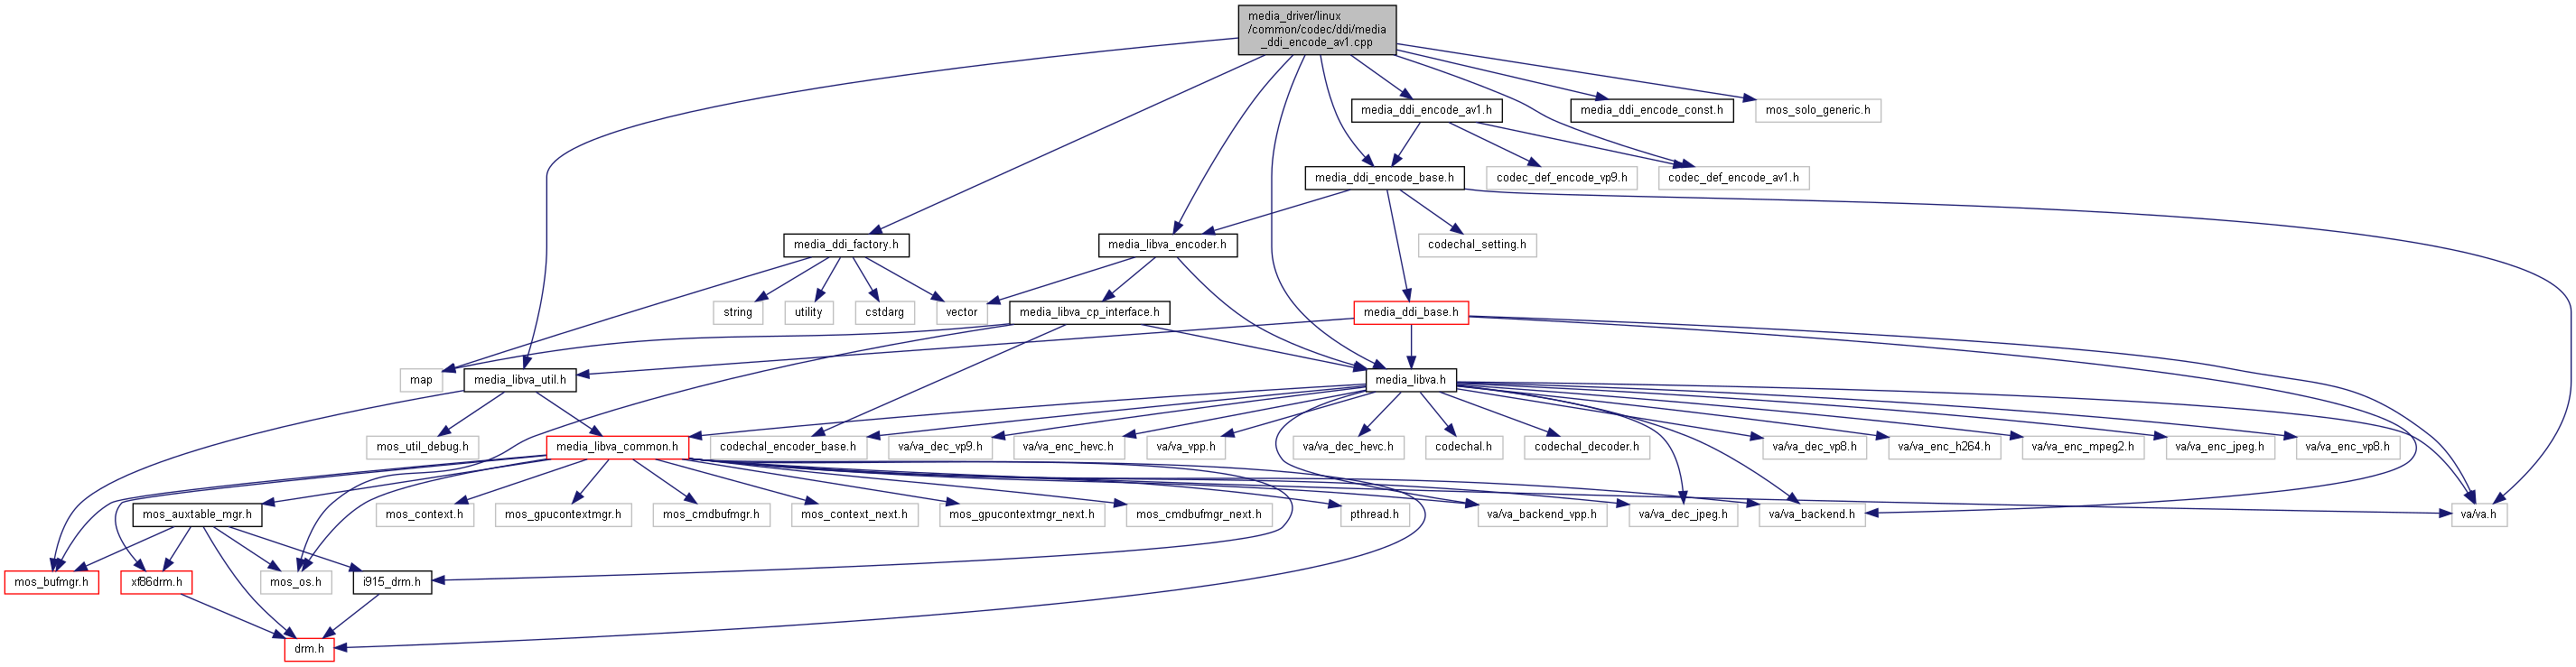 media_driver/linux
/common/codec/ddi/media
_ddi_encode_av1.cpp
media_ddi_encode_av1.h
media_ddi_encode_const.h
mos_solo_generic.h
media_ddi_encode_base.h
codec_def_encode_vp9.h
codec_def_encode_av1.h
media_ddi_factory.h
media_libva_encoder.h
codechal_setting.h
string
utility
cstdarg
vector
media_libva_cp_interface.h
media_ddi_base.h
map
media_libva_util.h
media_libva.h
mos_util_debug.h
media_libva_common.h
codechal_encoder_base.h
va/va_dec_vp9.h
va/va_enc_hevc.h
va/va_vpp.h
va/va_dec_hevc.h
codechal.h
codechal_decoder.h
va/va_dec_vp8.h
va/va_enc_h264.h
va/va_enc_mpeg2.h
va/va_enc_jpeg.h
va/va_enc_vp8.h
mos_auxtable_mgr.h
mos_context.h
mos_gpucontextmgr.h
mos_cmdbufmgr.h
mos_context_next.h
mos_gpucontextmgr_next.h
mos_cmdbufmgr_next.h
pthread.h
va/va_backend_vpp.h
va/va_dec_jpeg.h
va/va_backend.h
va/va.h
mos_bufmgr.h
xf86drm.h
mos_os.h
i915_drm.h
drm.h